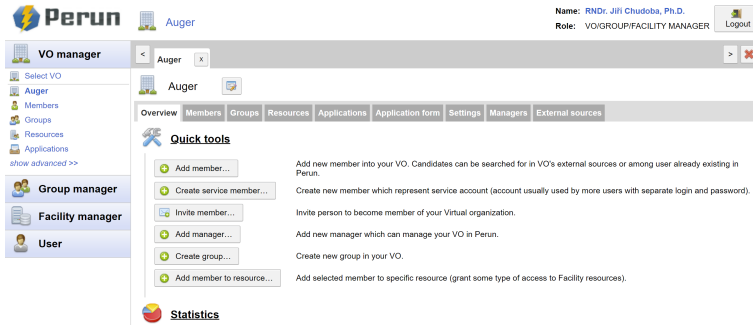 Perun
Auger
Name: RNDr. Jiří Chudoba, Ph.D.
Role: VO/GROUP/FACILITY MANAGER
Logout
VO manager
Select VO
Auger
Members
Groups
Resources
Applications
show advanced >>
Group manager
Facility manager
User
< Auger x >
Auger
Overview Members Groups Resources Applications Application form Settings Managers External sources
Quick tools
Add member… Add new member into your VO. Candidates can be searched for in VO's external sources or among user already existing in
Perun.
Create service member… Create new member which represent service account (account usually used by more users with separate login and password).
Invite member… Invite person to become member of your Virtual organization.
Add manager… Add new manager which can manage your VO in Perun.
Create group… Create new group in your VO.
Add member to resource… Add selected member to specific resource (grant some type of access to Facility resources).
Statistics